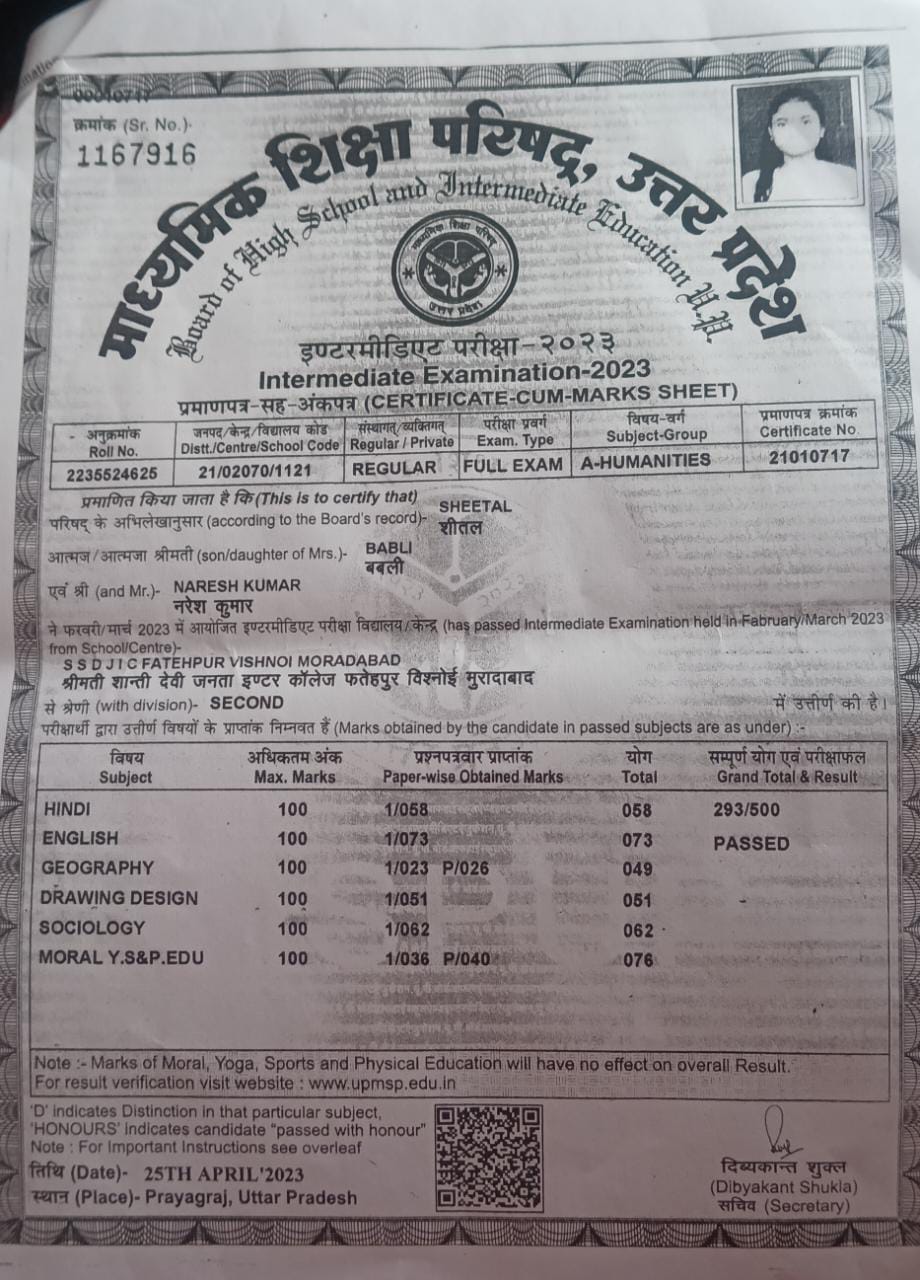 00010717
क्रमांक (Sr. No.)-
1167916
माध्यमिक शिक्षा परिषद्, उत्तर प्रदेश
Board of High School and Intermediate Education U.P.
माध्यमिक शिक्षा परिषद्
उत्तर प्रदेश
इण्टरमीडिएट परीक्षा-२०२३
Intermediate Examination-2023
प्रमाणपत्र-सह-अंकपत्र (CERTIFICATE-CUM-MARKS SHEET)
अनुक्रमांक जनपद/केन्द्र/विद्यालय कोड संस्थागत्/व्यक्तिगत् परीक्षा प्रवर्ग विषय-वर्ग प्रमाणपत्र क्रमांक
Roll No. Distt./Centre/School Code Regular / Private Exam. Type Subject-Group Certificate No.
2235524625 21/02070/1121 REGULAR FULL EXAM A-HUMANITIES 21010717
प्रमाणित किया जाता है कि(This is to certify that)
परिषद् के अभिलेखानुसार (according to the Board's record)- SHEETAL
शीतल
आत्मज/आत्मजा श्रीमती (son/daughter of Mrs.)- BABLI
बबली
एवं श्री (and Mr.)- NARESH KUMAR
नरेश कुमार
ने फरवरी/मार्च 2023 में आयोजित इण्टरमीडिएट परीक्षा विद्यालय/केन्द्र (has passed Intermediate Examination held in Fabruary/March 2023
from School/Centre)-
S S D J I C FATEHPUR VISHNOI MORADABAD
श्रीमती शान्ती देवी जनता इण्टर कॉलेज फतेहपुर विश्नोई मुरादाबाद
से श्रेणी (with division)- SECOND में उत्तीर्ण की है।
परीक्षार्थी द्वारा उत्तीर्ण विषयों के प्राप्तांक निम्नवत हैं (Marks obtained by the candidate in passed subjects are as under) :-
विषय अधिकतम अंक प्रश्नपत्रवार प्राप्तांक योग सम्पूर्ण योग एवं परीक्षाफल
Subject Max. Marks Paper-wise Obtained Marks Total Grand Total & Result
HINDI 100 1/058 058 293/500
ENGLISH 100 1/073 073 PASSED
GEOGRAPHY 100 1/023 P/026 049
DRAWING DESIGN 100 1/051 051
SOCIOLOGY 100 1/062 062
MORAL Y.S&P.EDU 100 1/036 P/040 076
Note :- Marks of Moral, Yoga, Sports and Physical Education will have no effect on overall Result.
For result verification visit website : www.upmsp.edu.in
'D' indicates Distinction in that particular subject,
'HONOURS' indicates candidate "passed with honour"
Note : For Important Instructions see overleaf
तिथि (Date)- 25TH APRIL'2023
स्थान (Place)- Prayagraj, Uttar Pradesh
दिब्यकान्त शुक्ल
(Dibyakant Shukla)
सचिव (Secretary)